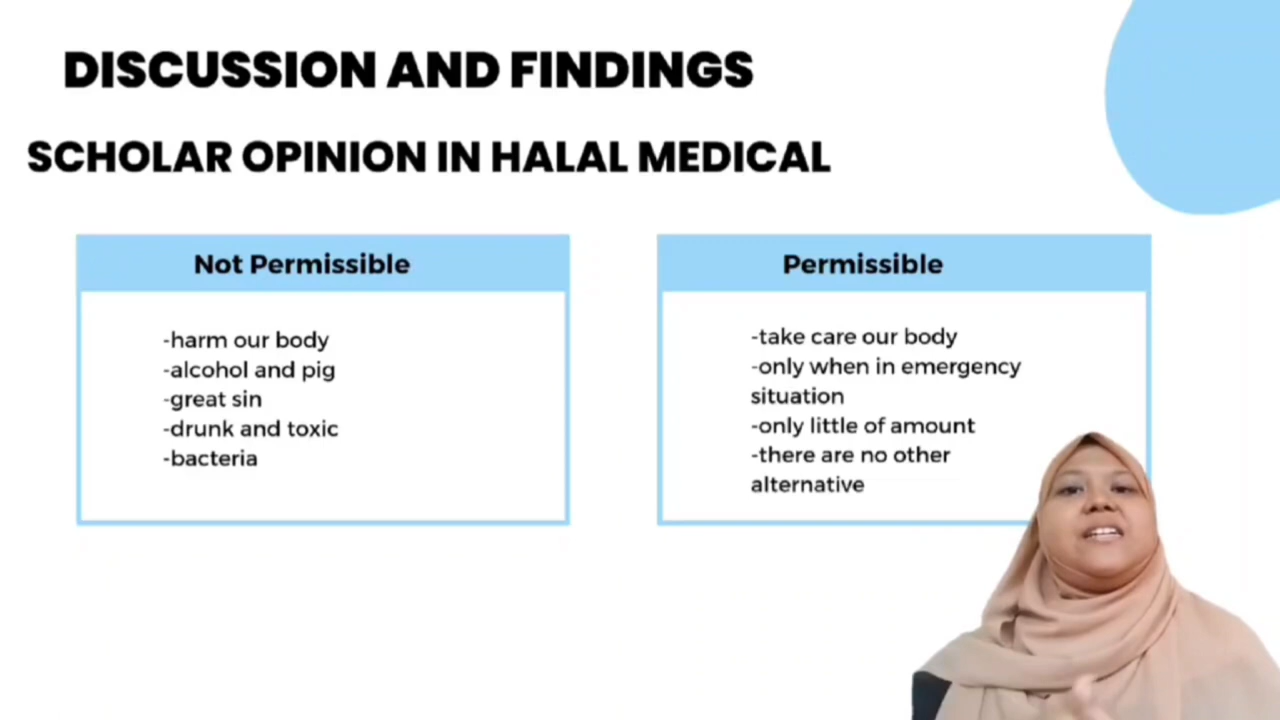 DISCUSSION AND FINDINGS
SCHOLAR OPINION IN HALAL MEDICAL
Not Permissible
-harm our body
-alcohol and pig
-great sin
-drunk and toxic
-bacteria
Permissible
-take care our body
-only when in emergency
situation
-only little of amount
-there are no other
alternative